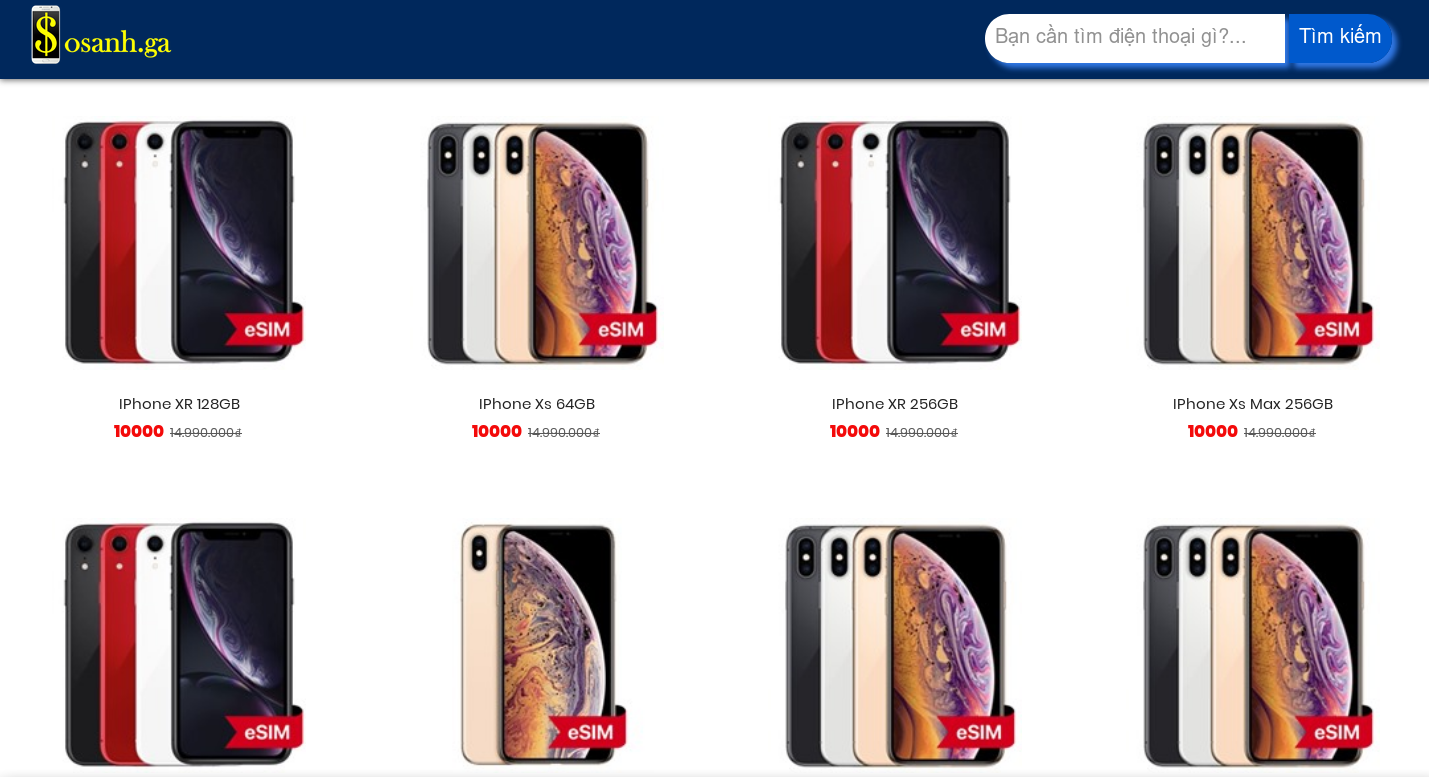 $osanh.ga
Bạn cần tìm điện thoại gì?...
Tìm kiếm
eSIM
eSIM
eSIM
eSIM
IPhone XR 128GB
IPhone Xs 64GB
IPhone XR 256GB
IPhone Xs Max 256GB
10000 14.990.000₫
10000 14.990.000₫
10000 14.990.000₫
10000 14.990.000₫
eSIM
eSIM
eSIM
eSIM